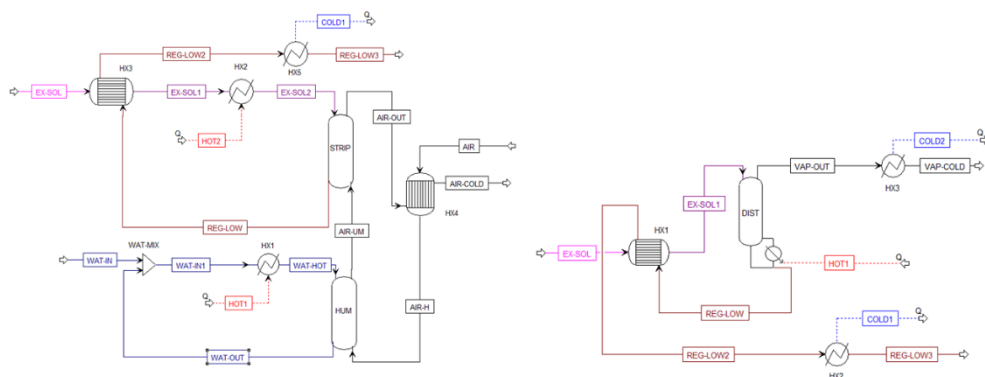 COLD1
Q
REG-LOW2
REG-LOW3
HX5
HX3
HX2
EX-SOL
EX-SOL1
EX-SOL2
AIR-OUT
Q
HOT2
STRIP
AIR
AIR-COLD
HX4
REG-LOW
AIR-UM
WAT-MIX
HX1
WAT-IN
WAT-IN1
WAT-HOT
Q
HOT1
HUM
AIR-H
WAT-OUT
COLD2
Q
VAP-OUT
VAP-COLD
HX3
EX-SOL1
DIST
HX1
EX-SOL
HOT1
Q
REG-LOW
COLD1
Q
REG-LOW2
REG-LOW3
HX2